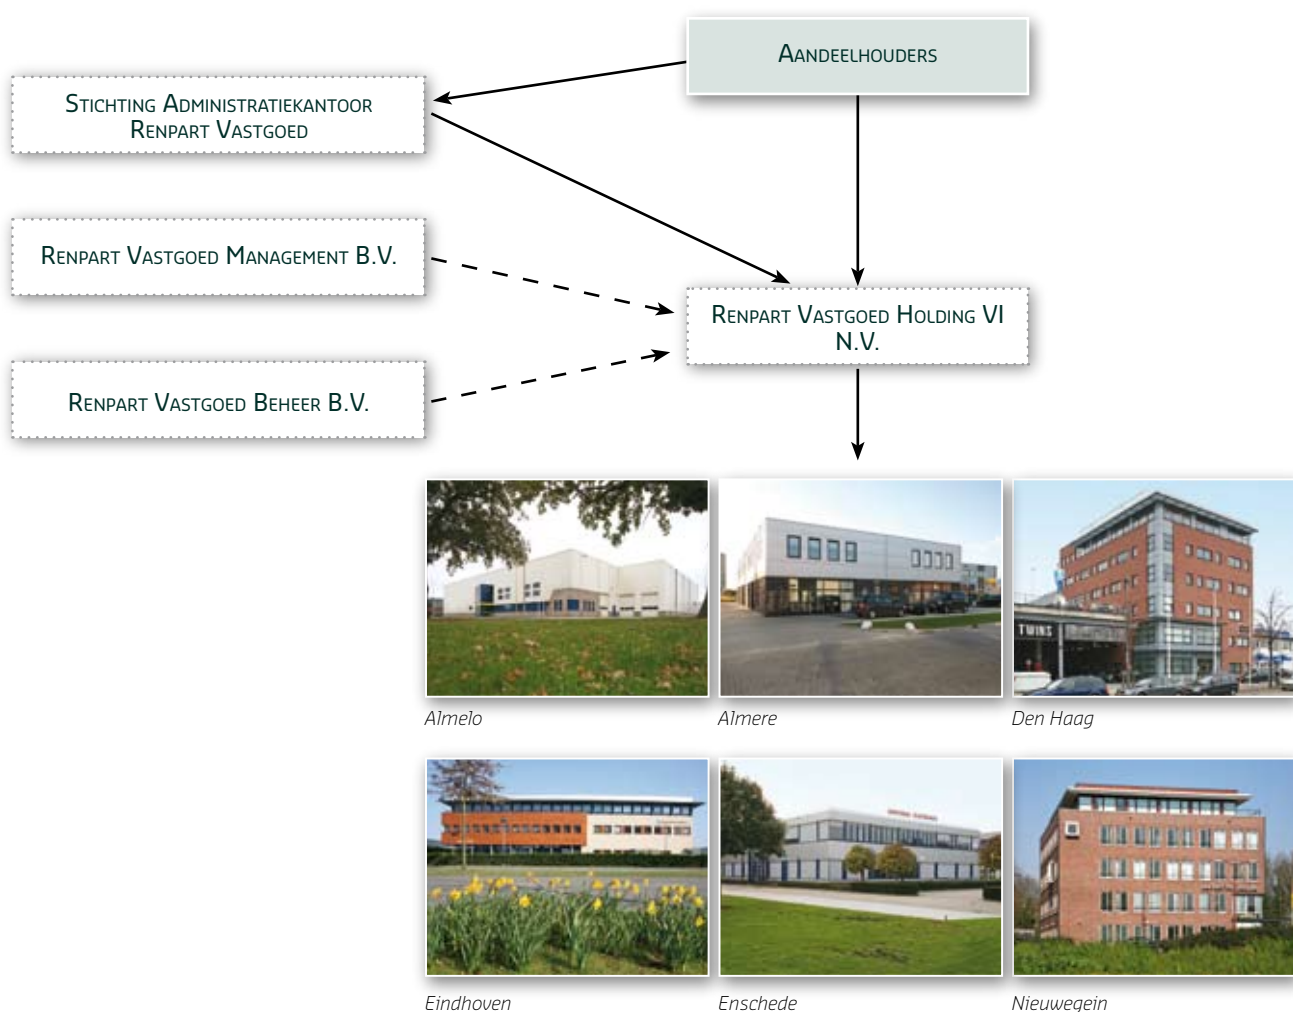 Aandeelhouders
Stichting Administratiekantoor
Renpart Vastgoed
Renpart Vastgoed Management B.V.
Renpart Vastgoed Holding VI
N.V.
Renpart Vastgoed Beheer B.V.
TWINS
Almelo
Almere
Den Haag
Eindhoven
Enschede
Nieuwegein